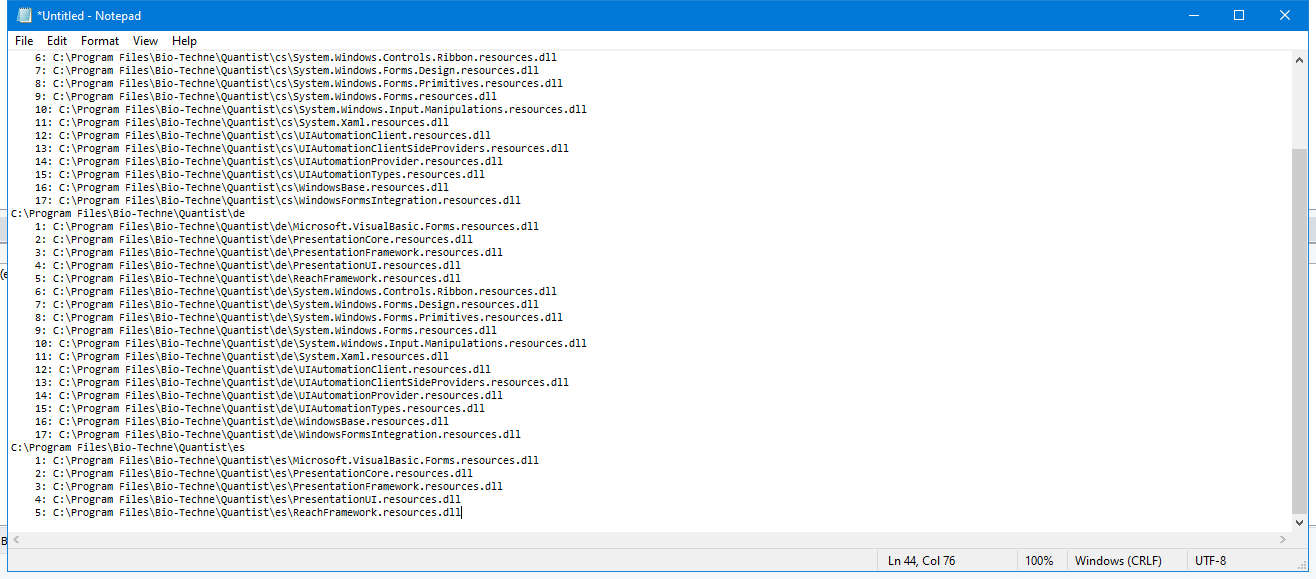 *Untitled - Notepad
File Edit Format View Help
6: C:\Program Files\Bio-Techne\Quantist\cs\System.Windows.Controls.Ribbon.resources.dll
7: C:\Program Files\Bio-Techne\Quantist\cs\System.Windows.Forms.Design.resources.dll
8: C:\Program Files\Bio-Techne\Quantist\cs\System.Windows.Forms.Primitives.resources.dll
9: C:\Program Files\Bio-Techne\Quantist\cs\System.Windows.Forms.resources.dll
10: C:\Program Files\Bio-Techne\Quantist\cs\System.Windows.Input.Manipulations.resources.dll
11: C:\Program Files\Bio-Techne\Quantist\cs\System.Xaml.resources.dll
12: C:\Program Files\Bio-Techne\Quantist\cs\UIAutomationClient.resources.dll
13: C:\Program Files\Bio-Techne\Quantist\cs\UIAutomationClientSideProviders.resources.dll
14: C:\Program Files\Bio-Techne\Quantist\cs\UIAutomationProvider.resources.dll
15: C:\Program Files\Bio-Techne\Quantist\cs\UIAutomationTypes.resources.dll
16: C:\Program Files\Bio-Techne\Quantist\cs\WindowsBase.resources.dll
17: C:\Program Files\Bio-Techne\Quantist\cs\WindowsFormsIntegration.resources.dll
C:\Program Files\Bio-Techne\Quantist\de
1: C:\Program Files\Bio-Techne\Quantist\de\Microsoft.VisualBasic.Forms.resources.dll
2: C:\Program Files\Bio-Techne\Quantist\de\PresentationCore.resources.dll
3: C:\Program Files\Bio-Techne\Quantist\de\PresentationFramework.resources.dll
4: C:\Program Files\Bio-Techne\Quantist\de\PresentationUI.resources.dll
5: C:\Program Files\Bio-Techne\Quantist\de\ReachFramework.resources.dll
6: C:\Program Files\Bio-Techne\Quantist\de\System.Windows.Controls.Ribbon.resources.dll
7: C:\Program Files\Bio-Techne\Quantist\de\System.Windows.Forms.Design.resources.dll
8: C:\Program Files\Bio-Techne\Quantist\de\System.Windows.Forms.Primitives.resources.dll
9: C:\Program Files\Bio-Techne\Quantist\de\System.Windows.Forms.resources.dll
10: C:\Program Files\Bio-Techne\Quantist\de\System.Windows.Input.Manipulations.resources.dll
11: C:\Program Files\Bio-Techne\Quantist\de\System.Xaml.resources.dll
12: C:\Program Files\Bio-Techne\Quantist\de\UIAutomationClient.resources.dll
13: C:\Program Files\Bio-Techne\Quantist\de\UIAutomationClientSideProviders.resources.dll
14: C:\Program Files\Bio-Techne\Quantist\de\UIAutomationProvider.resources.dll
15: C:\Program Files\Bio-Techne\Quantist\de\UIAutomationTypes.resources.dll
16: C:\Program Files\Bio-Techne\Quantist\de\WindowsBase.resources.dll
17: C:\Program Files\Bio-Techne\Quantist\de\WindowsFormsIntegration.resources.dll
C:\Program Files\Bio-Techne\Quantist\es
1: C:\Program Files\Bio-Techne\Quantist\es\Microsoft.VisualBasic.Forms.resources.dll
2: C:\Program Files\Bio-Techne\Quantist\es\PresentationCore.resources.dll
3: C:\Program Files\Bio-Techne\Quantist\es\PresentationFramework.resources.dll
4: C:\Program Files\Bio-Techne\Quantist\es\PresentationUI.resources.dll
5: C:\Program Files\Bio-Techne\Quantist\es\ReachFramework.resources.dll
Ln 44, Col 76 100% Windows (CRLF) UTF-8